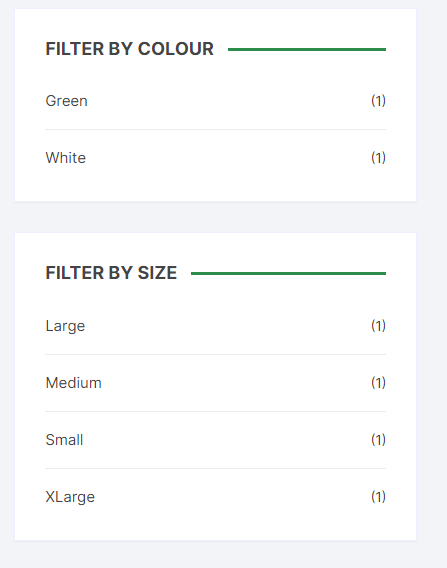 FILTER BY COLOUR
Green (1)
White (1)
FILTER BY SIZE
Large (1)
Medium (1)
Small (1)
XLarge (1)